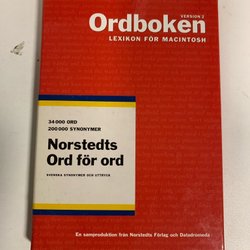 Ordboken
VERSION 2
LEXIKON FÖR MACINTOSH
34 000 ORD
200 000 SYNONYMER
Norstedts
Ord för ord
SVENSKA SYNONYMER OCH UTTRYCK
En samproduktion från Norstedts Förlag och Datadromeda